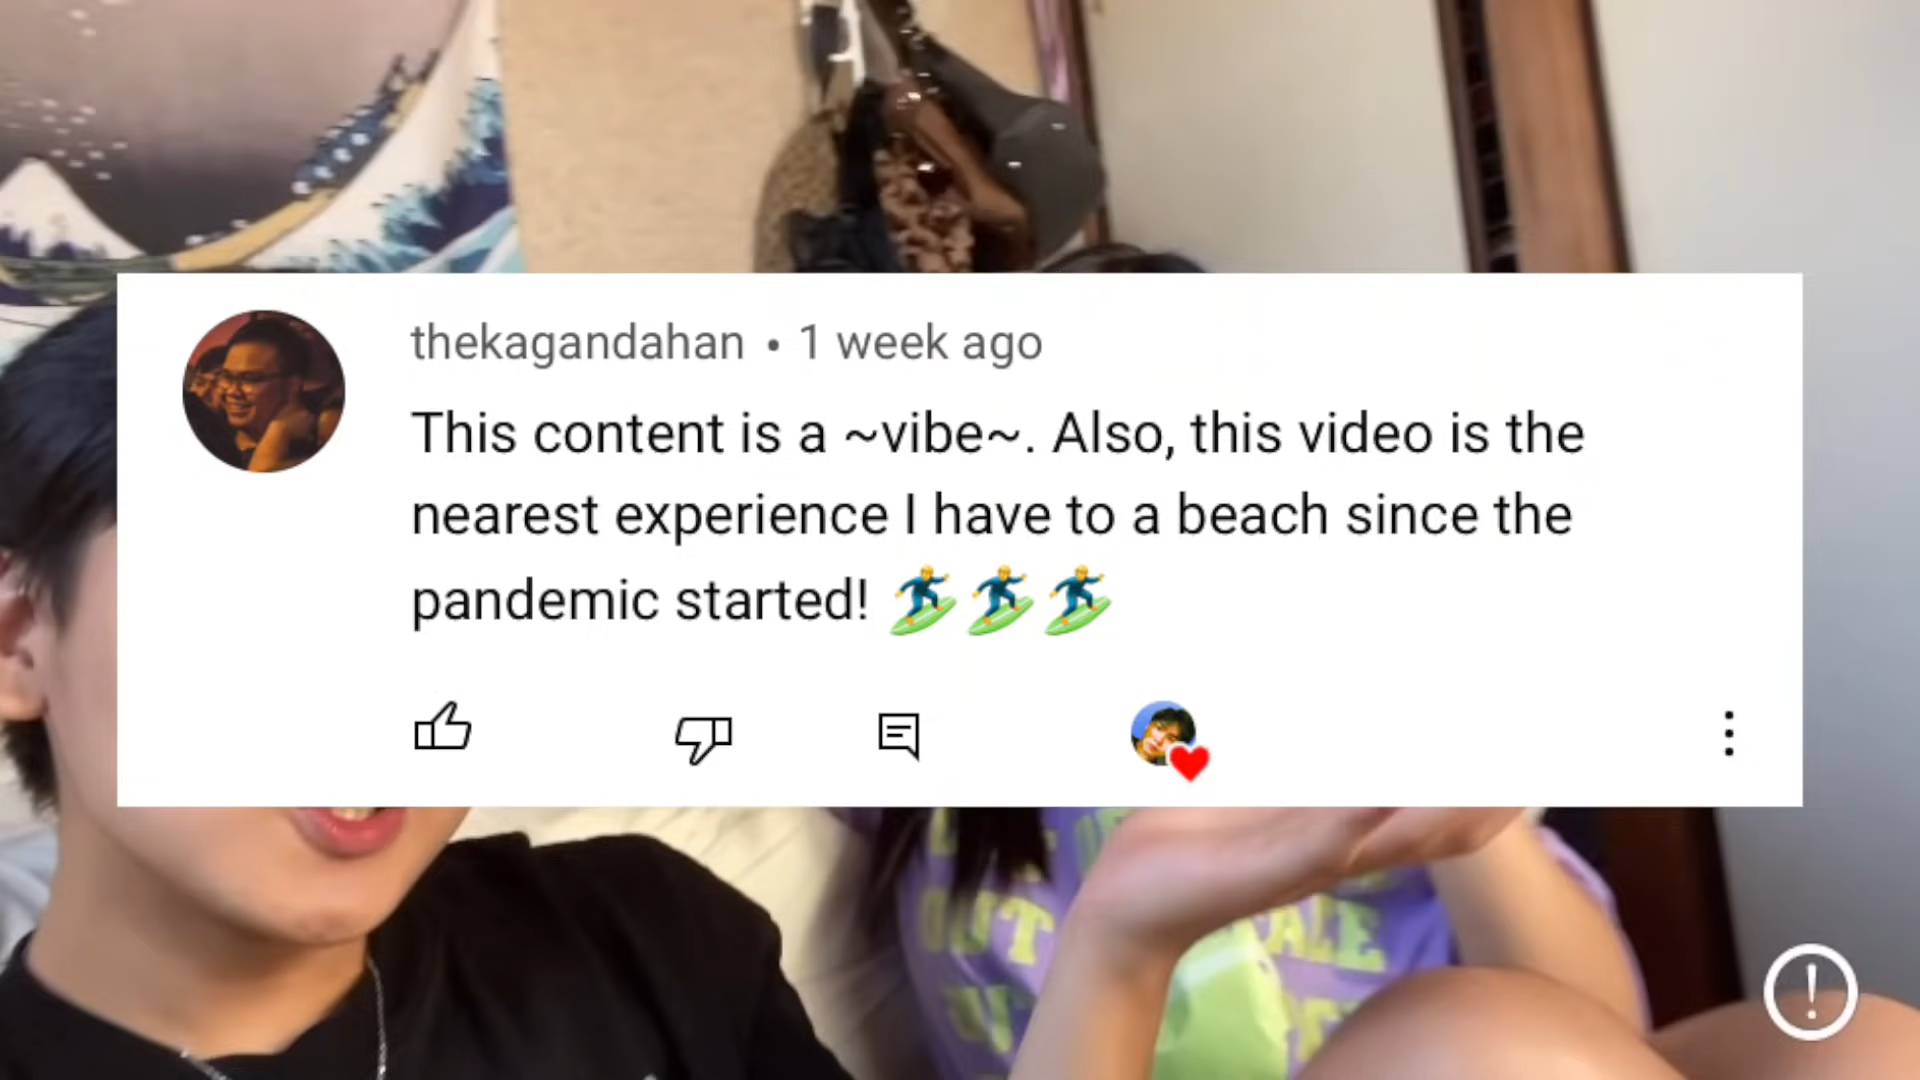 thekagandahan • 1 week ago
This content is a ~vibe~. Also, this video is the
nearest experience I have to a beach since the
pandemic started! 🏄‍♂️🏄‍♂️🏄‍♂️
OUT